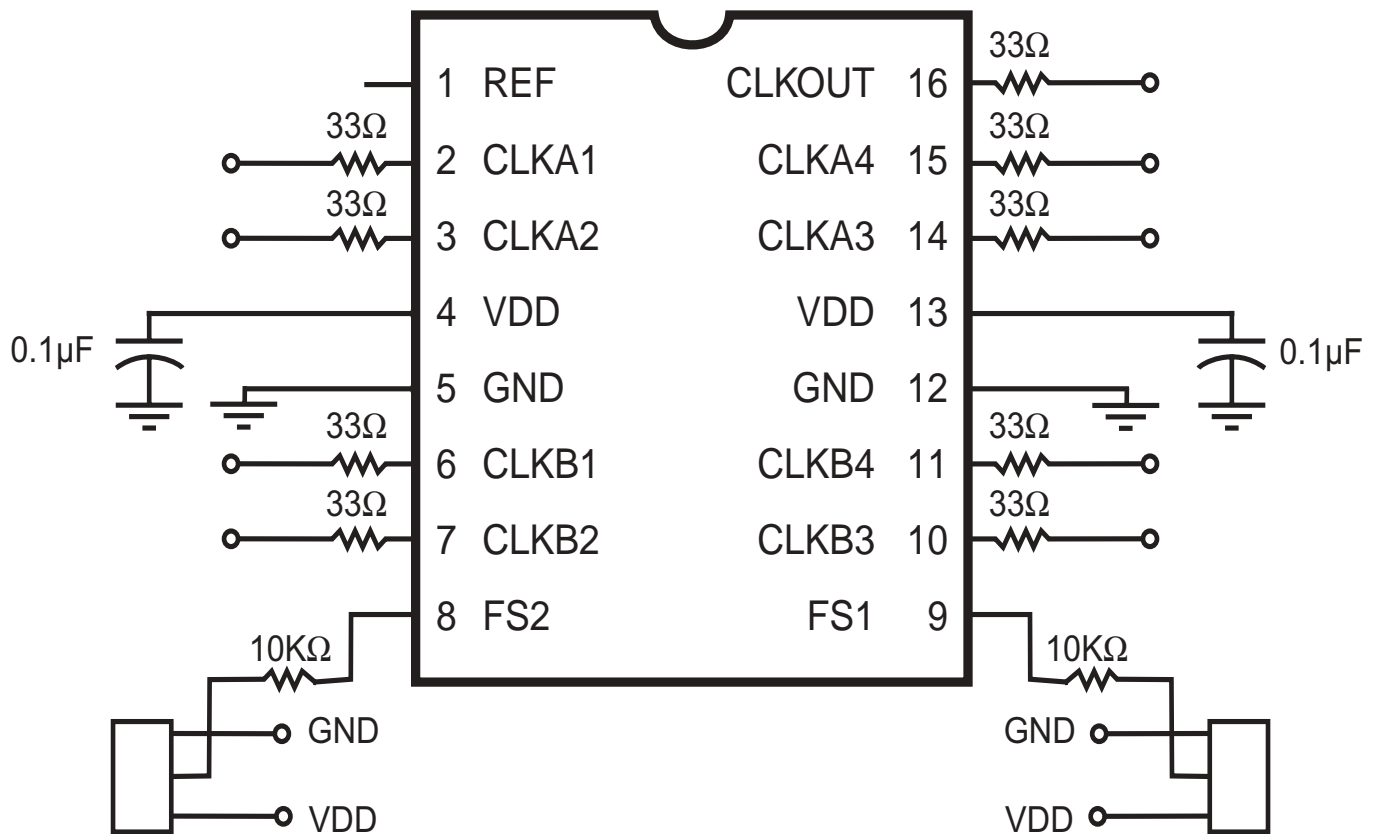 33Ω
1 REF CLKOUT 16
33Ω 33Ω
2 CLKA1 CLKA4 15
33Ω 33Ω
3 CLKA2 CLKA3 14
4 VDD VDD 13
0.1µF 0.1µF
5 GND GND 12
33Ω 33Ω
6 CLKB1 CLKB4 11
33Ω 33Ω
7 CLKB2 CLKB3 10
8 FS2 FS1 9
10KΩ 10KΩ
GND GND
VDD VDD